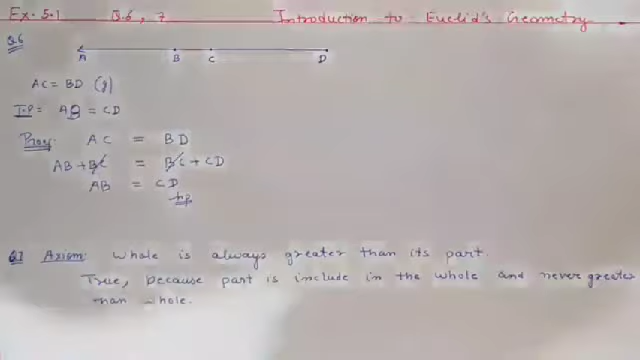 Ex. 5.1 Q.6, 7 Introduction to Euclid's Geometry
Q.6
A B C D
AC = BD (g)
T.P = AB = CD
Proof AC = BD
AB + BC = BC + CD
AB = CD
h.p
Q7 Axiom: Whole is always greater than its part.
True, because part is include in the whole and never greater
than whole.